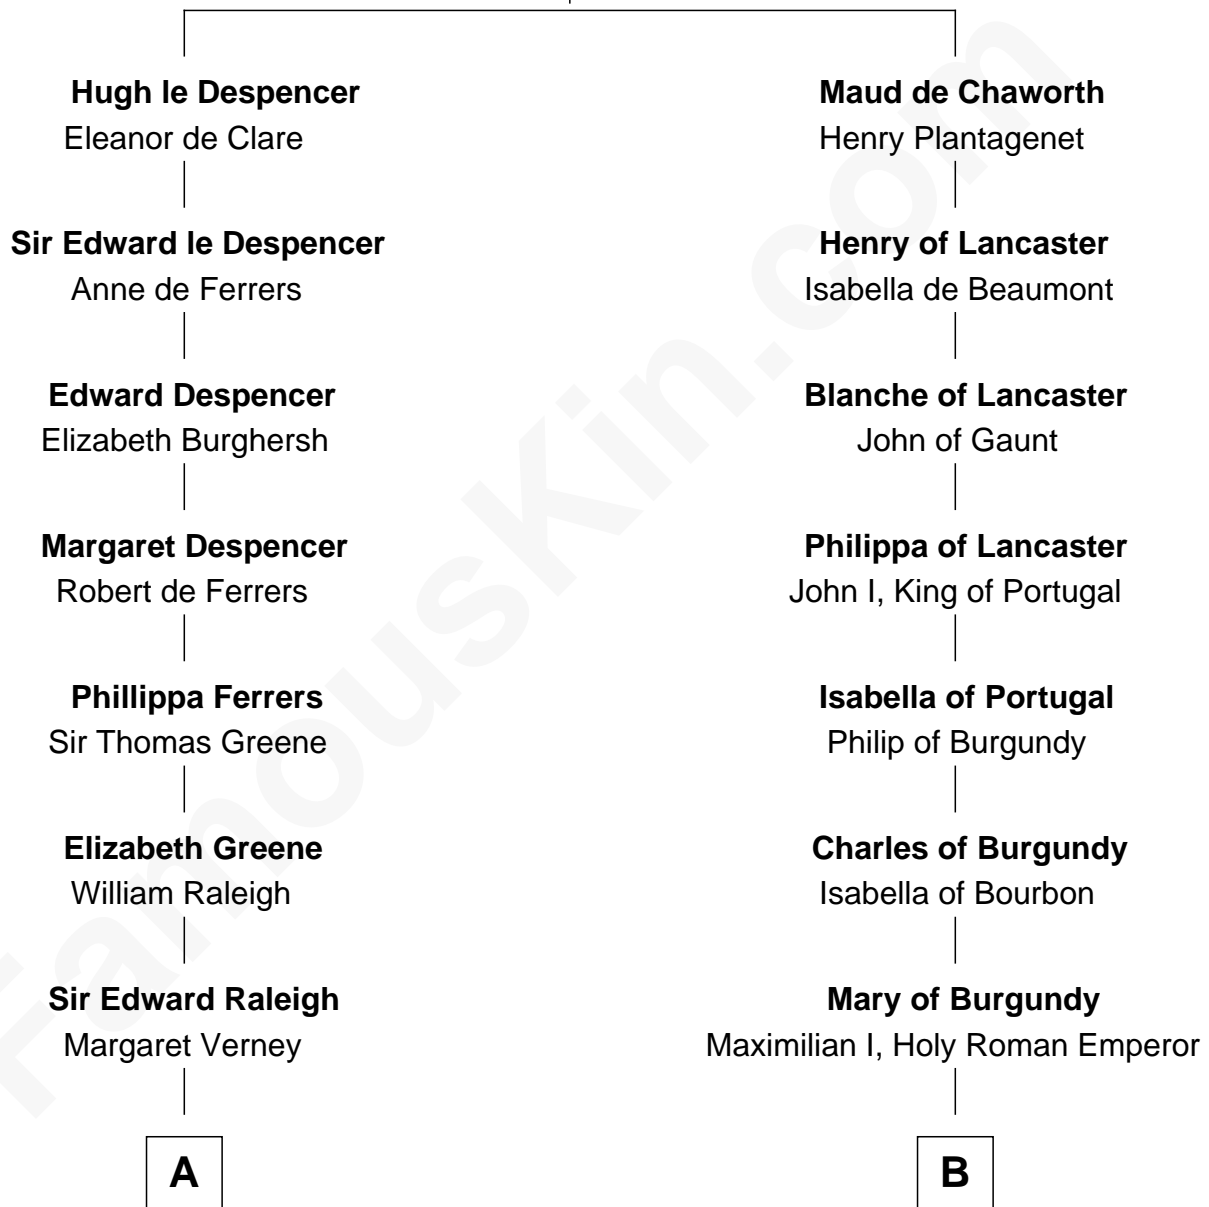 Hugh le Despencer
Eleanor de Clare
Sir Edward le Despencer
Anne de Ferrers
Edward Despencer
Elizabeth Burghersh
Margaret Despencer
Robert de Ferrers
Phillippa Ferrers
Sir Thomas Greene
Elizabeth Greene
William Raleigh
Sir Edward Raleigh
Margaret Verney
A
Maud de Chaworth
Henry Plantagenet
Henry of Lancaster
Isabella de Beaumont
Blanche of Lancaster
John of Gaunt
Philippa of Lancaster
John I, King of Portugal
Isabella of Portugal
Philip of Burgundy
Charles of Burgundy
Isabella of Bourbon
Mary of Burgundy
Maximilian I, Holy Roman Emperor
B
FamousKin.com